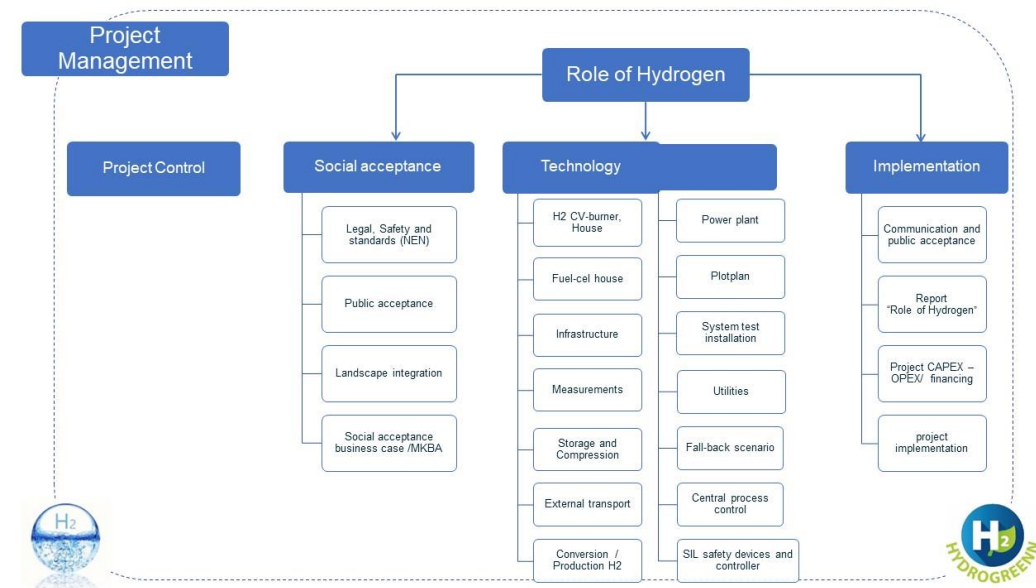 Project
Management
Role of Hydrogen
Project Control
Social acceptance
Legal, Safety and
standards (NEN)
Public acceptance
Landscape integration
Social acceptance
business case /MKBA
Technology
H2 CV-burner,
House
Fuel-cel house
Infrastructure
Measurements
Storage and
Compression
External transport
Conversion /
Production H2
Power plant
Plotplan
System test
installation
Utilities
Fall-back scenario
Central process
control
SIL safety devices and
controller
Implementation
Communication and
public acceptance
Report
“Role of Hydrogen”
Project CAPEX –
OPEX/ financing
project
implementation
H2
H2
HYDROGREENN